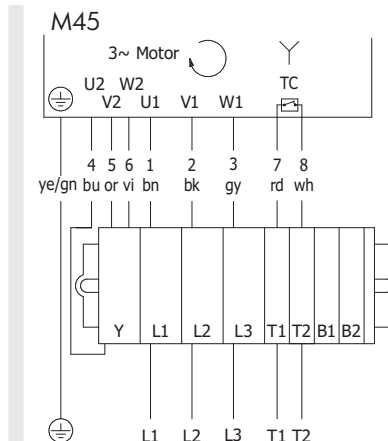 M45
3~ Motor
U2 W2 TC
V2 U1 V1 W1
4 5 6 1 2 3 7 8
ye/gn bu or vi bn bk gy rd wh
Y L1 L2 L3 T1 T2 B1 B2
L1 L2 L3 T1 T2